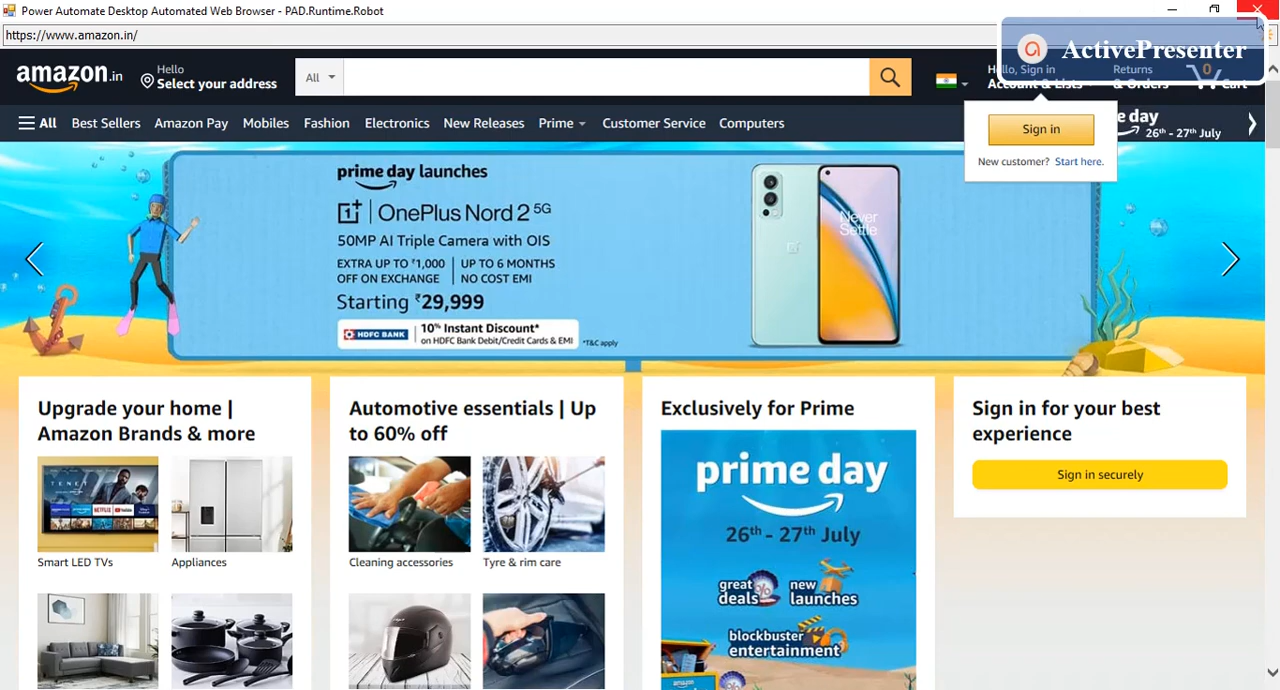 Power Automate Desktop Automated Web Browser - PAD.Runtime.Robot
https://www.amazon.in/
ActivePresenter
amazon.in
Hello
Select your address
All
Hello, Sign in
Account & Lists
Returns
& Orders
0
Cart
All Best Sellers Amazon Pay Mobiles Fashion Electronics New Releases Prime Customer Service Computers
day
26th - 27th July
Sign in
New customer? Start here.
prime day launches
1+ | OnePlus Nord 2 5G
50MP AI Triple Camera with OIS
EXTRA UP TO ₹1,000 | UP TO 6 MONTHS
OFF ON EXCHANGE | NO COST EMI
Starting ₹29,999
HDFC BANK
10% Instant Discount*
on HDFC Bank Debit/Credit Cards & EMI
*T&C apply
Never
Settle
Upgrade your home |
Amazon Brands & more
TENET
Smart LED TVs
Appliances
Automotive essentials | Up
to 60% off
Cleaning accessories
Tyre & rim care
Exclusively for Prime
prime day
26th - 27th July
great
deals
new
launches
blockbuster
entertainment
Sign in for your best
experience
Sign in securely